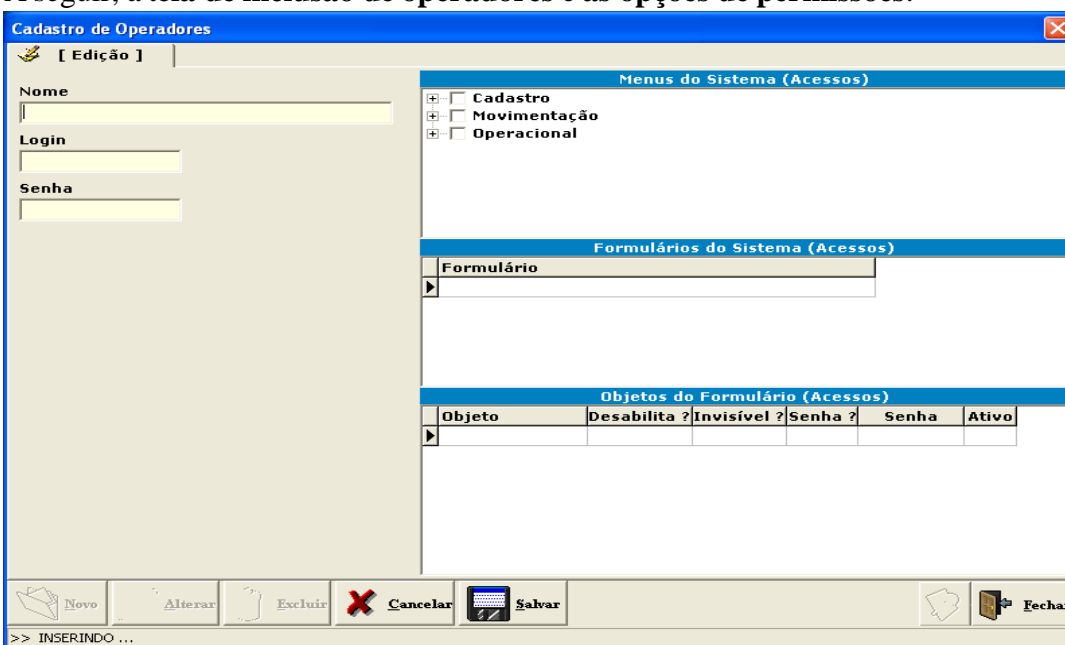 A seguir, a tela de inclusão de operadores e as opções de permissões.
Cadastro de Operadores
[ Edição ]
Nome
Login
Senha
Menus do Sistema (Acessos)
Cadastro
Movimentação
Operacional
Formulários do Sistema (Acessos)
Formulário
Objetos do Formulário (Acessos)
Objeto Desabilita ? Invisível ? Senha ? Senha Ativo
Novo Alterar Excluir Cancelar Salvar Fechar
>> INSERINDO ...